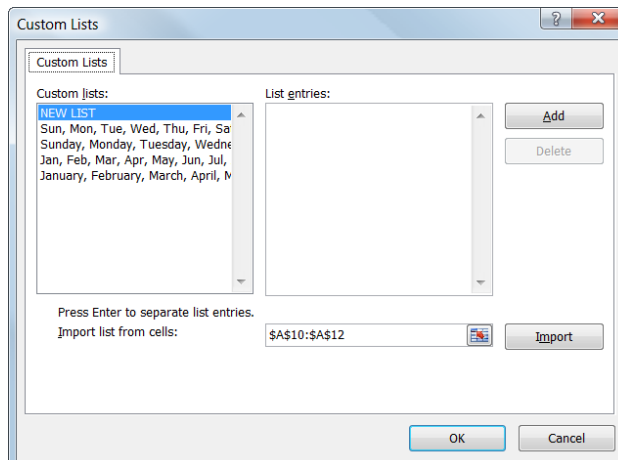 Custom Lists
Custom Lists
Custom lists:
NEW LIST
Sun, Mon, Tue, Wed, Thu, Fri, Sat
Sunday, Monday, Tuesday, Wedne
Jan, Feb, Mar, Apr, May, Jun, Jul,
January, February, March, April, M
List entries:
Add
Delete
Press Enter to separate list entries.
Import list from cells:
$A$10:$A$12
Import
OK
Cancel